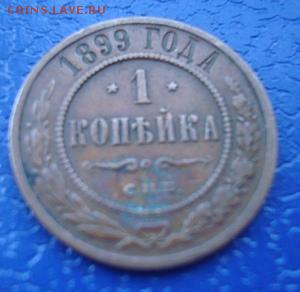 COINS.LAVE.RU
1899 ГОДА
1
КОПѢЙКА
С.П.Б.